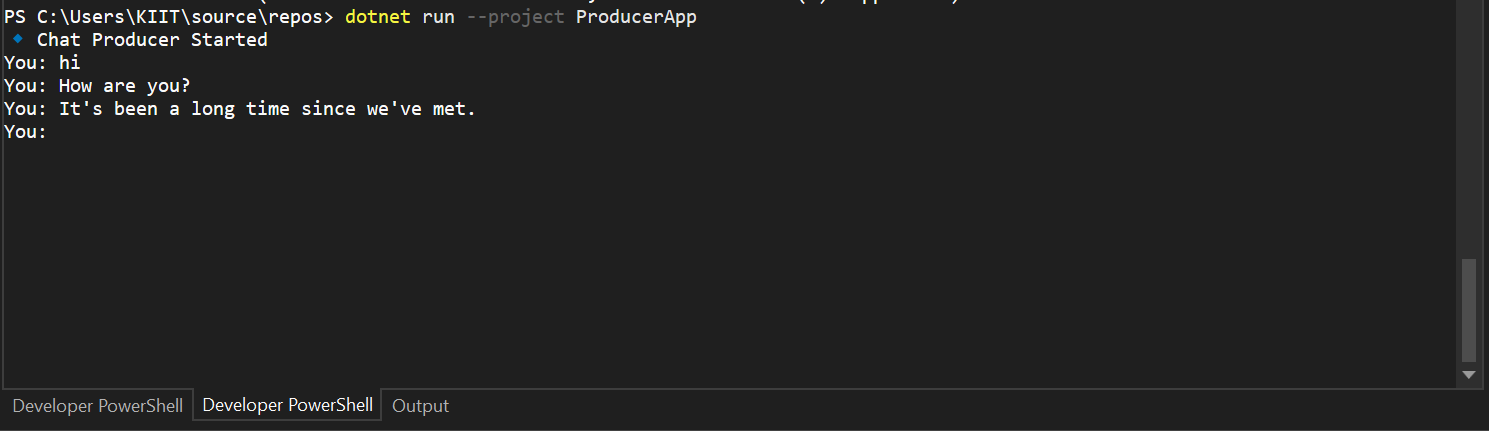 PS C:\Users\KIIT\source\repos> dotnet run --project ProducerApp
🔹 Chat Producer Started
You: hi
You: How are you?
You: It's been a long time since we've met.
You:
Developer PowerShell Developer PowerShell Output